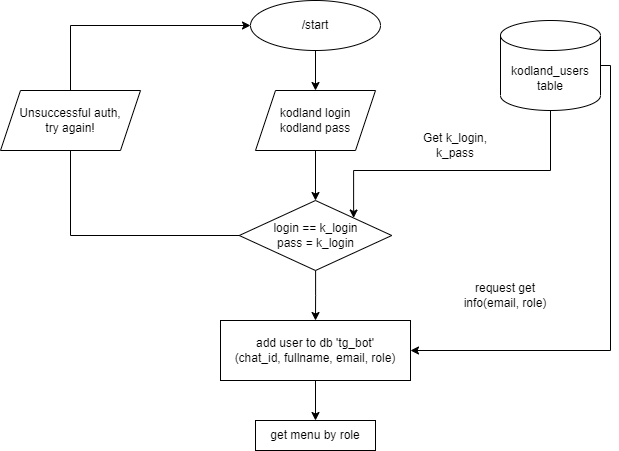 /start
kodland_users
table
Unsuccessful auth,
try again!
kodland login
kodland pass
Get k_login,
k_pass
login == k_login
pass = k_login
request get
info(email, role)
add user to db 'tg_bot'
(chat_id, fullname, email, role)
get menu by role